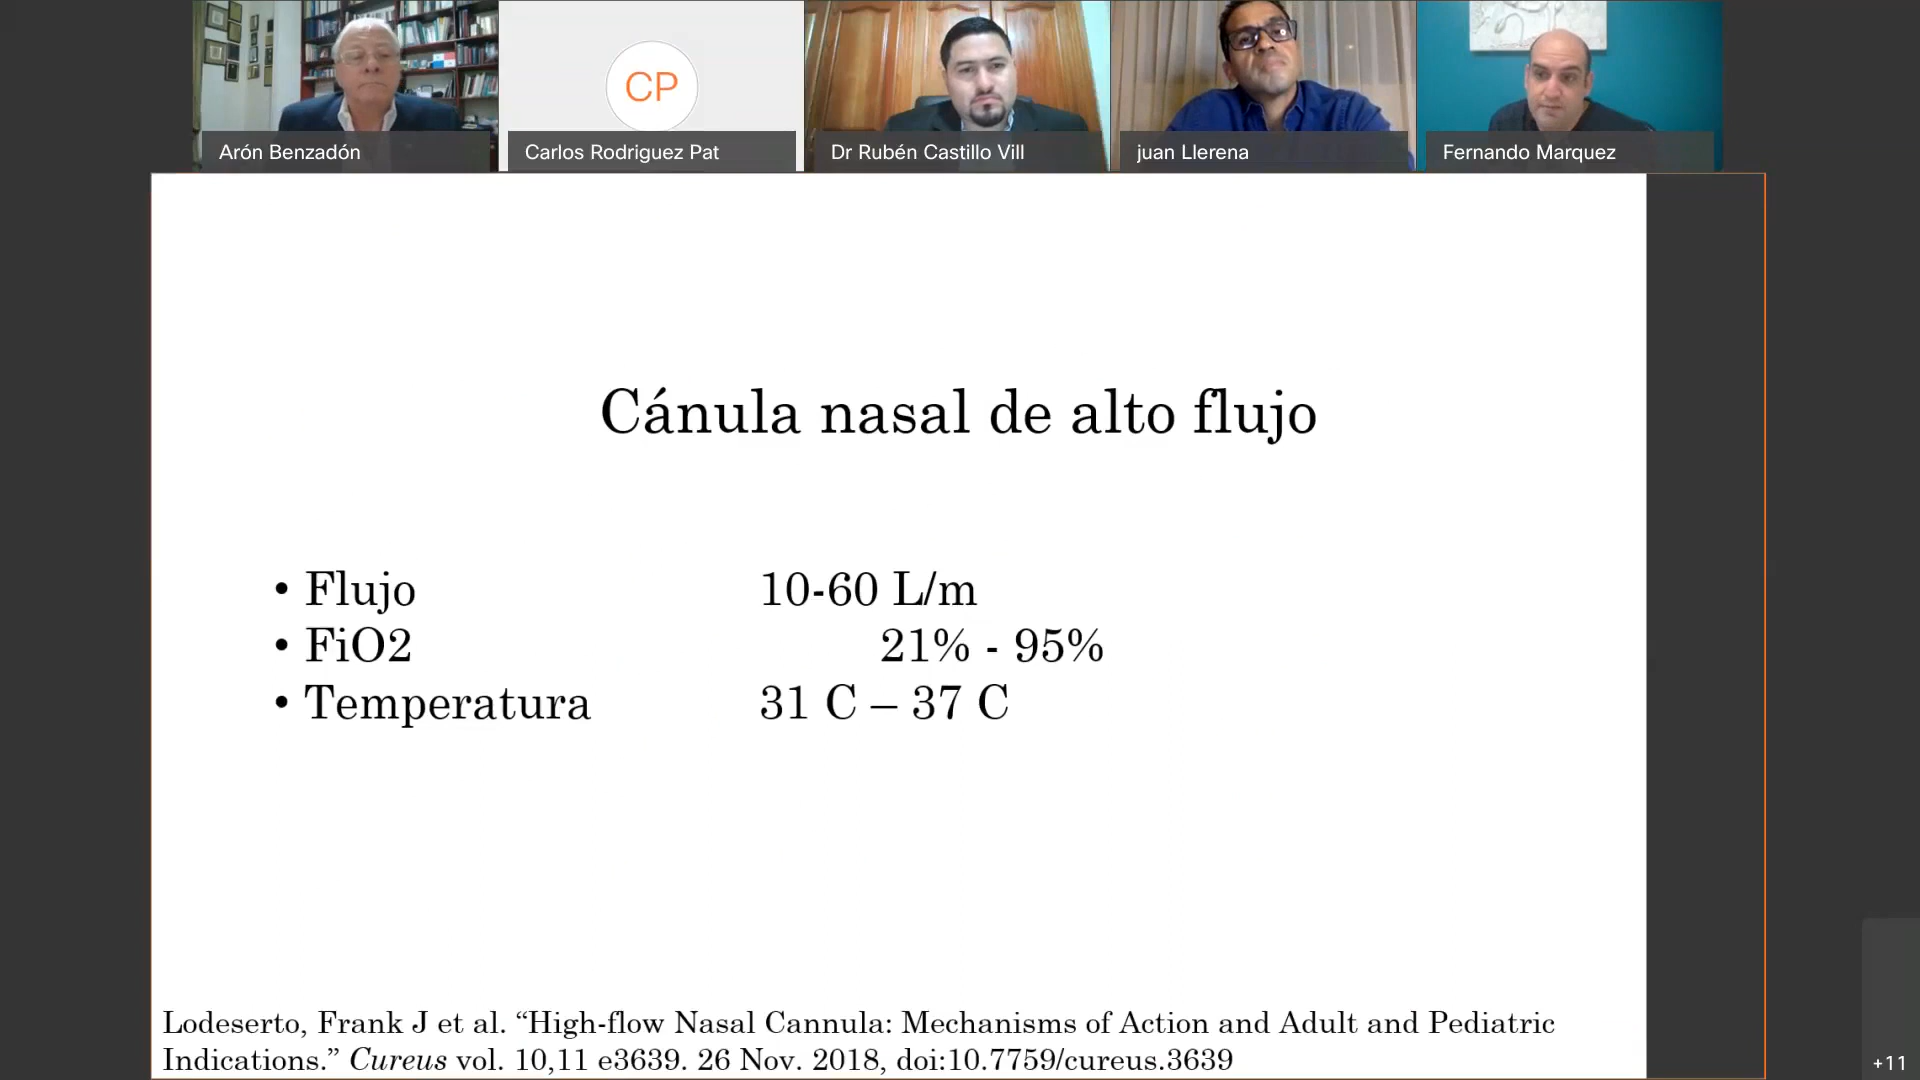 CP
Arón Benzadón
Carlos Rodriguez Pat
Dr Rubén Castillo Vill
juan Llerena
Fernando Marquez
Cánula nasal de alto flujo
• Flujo 10-60 L/m
• FiO2 21% - 95%
• Temperatura 31 C – 37 C
Lodeserto, Frank J et al. “High-flow Nasal Cannula: Mechanisms of Action and Adult and Pediatric
Indications.” Cureus vol. 10,11 e3639. 26 Nov. 2018, doi:10.7759/cureus.3639
+11